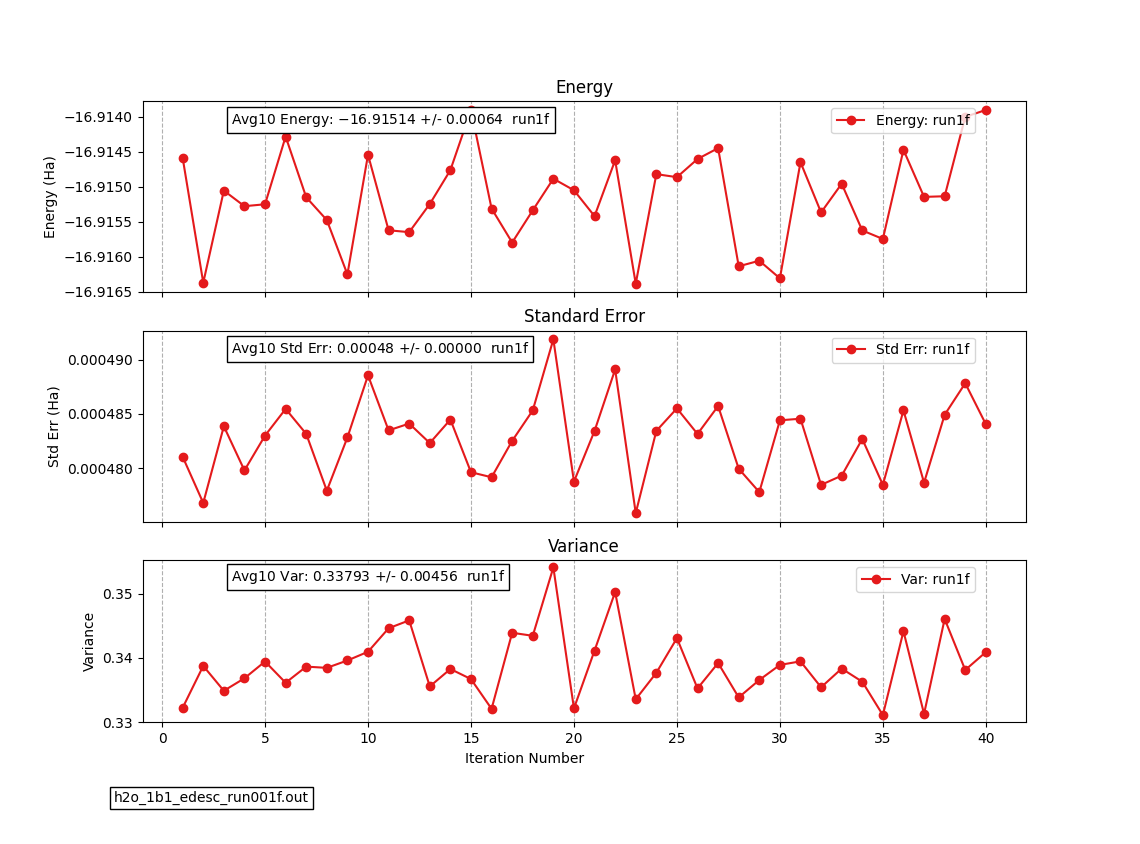 Energy
Avg10 Energy: −16.91514 +/- 0.00064  run1f
Energy: run1f
Energy (Ha)
−16.9140
−16.9145
−16.9150
−16.9155
−16.9160
−16.9165
Standard Error
Avg10 Std Err: 0.00048 +/- 0.00000  run1f
Std Err: run1f
Std Err (Ha)
0.000490
0.000485
0.000480
Variance
Avg10 Var: 0.33793 +/- 0.00456  run1f
Var: run1f
Variance
0.35
0.34
0.33
0 5 10 15 20 25 30 35 40
Iteration Number
h2o_1b1_edesc_run001f.out